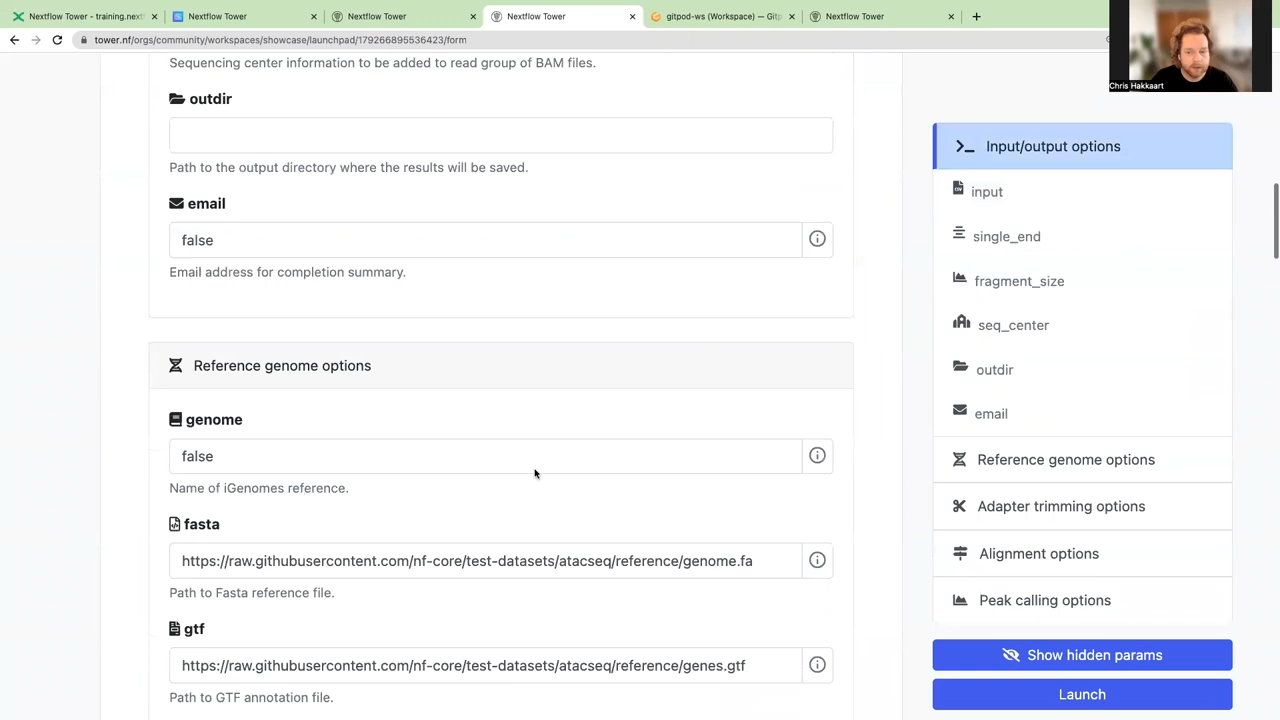 Nextflow Tower - training.nextf
Nextflow Tower
Nextflow Tower
Nextflow Tower
gitpod-ws (Workspace) — Gitp
Nextflow Tower
tower.nf/orgs/community/workspaces/showcase/launchpad/179266895536423/form
Chris Hakkaart
Sequencing center information to be added to read group of BAM files.
outdir
Path to the output directory where the results will be saved.
email
false
Email address for completion summary.
Reference genome options
genome
false
Name of iGenomes reference.
fasta
https://raw.githubusercontent.com/nf-core/test-datasets/atacseq/reference/genome.fa
Path to Fasta reference file.
gtf
https://raw.githubusercontent.com/nf-core/test-datasets/atacseq/reference/genes.gtf
Path to GTF annotation file.
Input/output options
input
single_end
fragment_size
seq_center
outdir
email
Reference genome options
Adapter trimming options
Alignment options
Peak calling options
Show hidden params
Launch